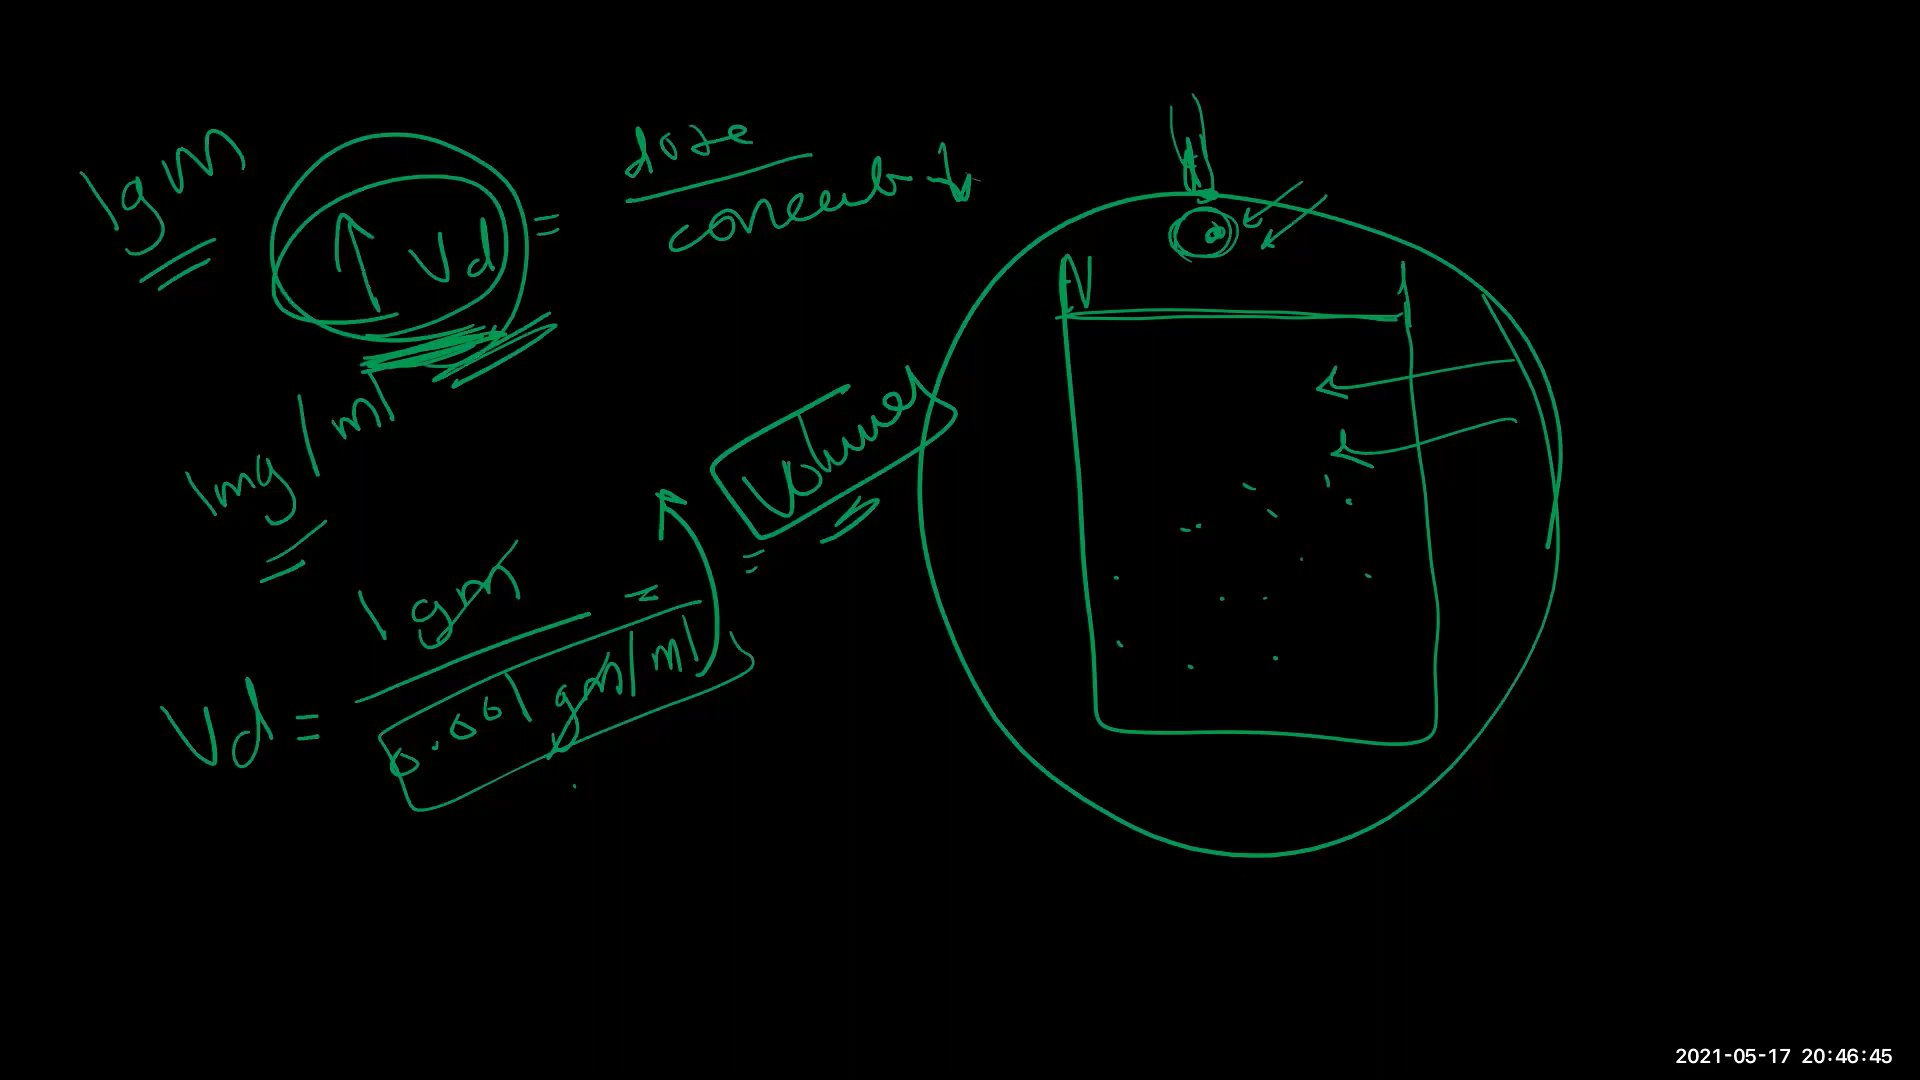 1gm
↑ Vd = dose / concent ↓
1mg/ml
Volume
Vd = 1 gm / 0.001 gm/ml = =
2021-05-17 20:46:45